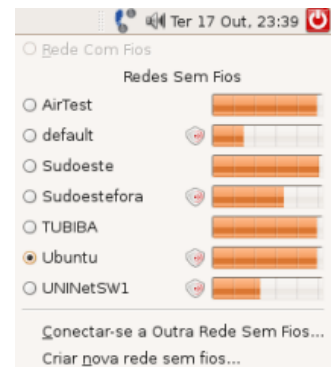 Ter 17 Out, 23:39
Rede Com Fios
Redes Sem Fios
AirTest
default
Sudoeste
Sudoestefora
TUBIBA
Ubuntu
UNINetSW1
Conectar-se a Outra Rede Sem Fios...
Criar nova rede sem fios...